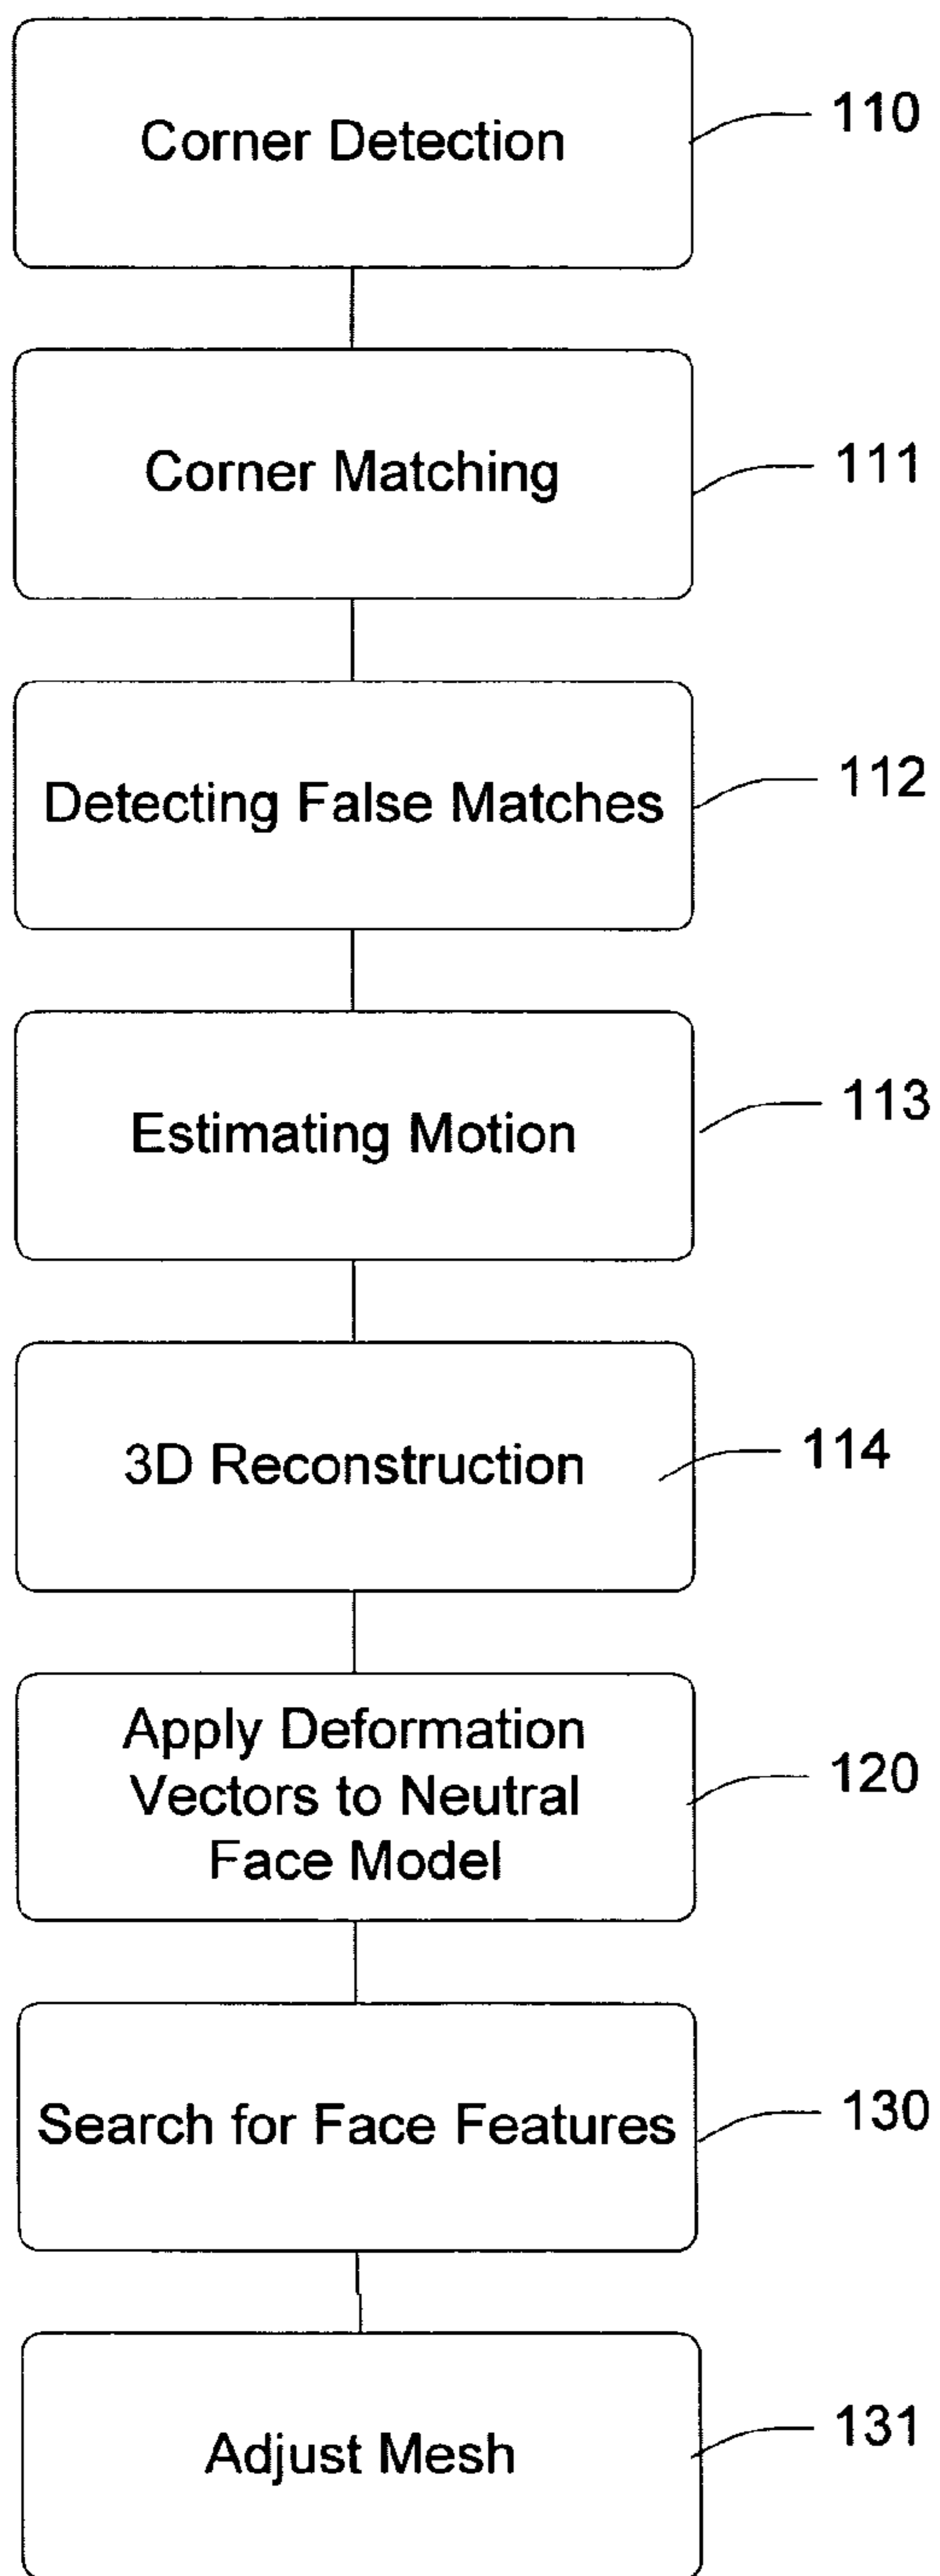 Corner Detection
110
Corner Matching
111
Detecting False Matches
112
Estimating Motion
113
3D Reconstruction
114
Apply Deformation
Vectors to Neutral
Face Model
120
Search for Face Features
130
Adjust Mesh
131